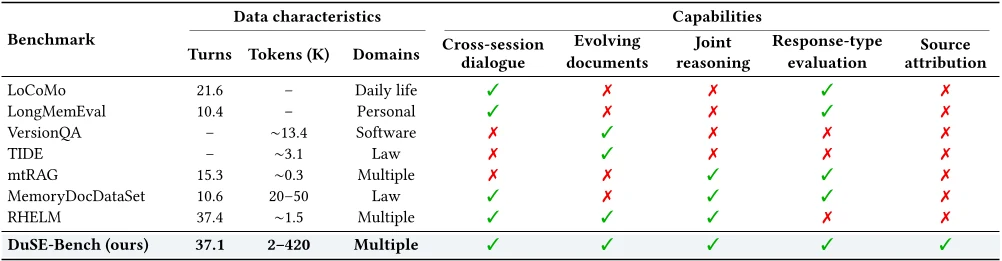 Data characteristics Capabilities
Benchmark Turns Tokens (K) Domains Cross-session dialogue Evolving documents Joint reasoning Response-type evaluation Source attribution
LoCoMo 21.6 – Daily life ✓ ✗ ✗ ✓ ✗
LongMemEval 10.4 – Personal ✓ ✗ ✗ ✓ ✗
VersionQA – ~13.4 Software ✗ ✓ ✗ ✗ ✗
TIDE – ~3.1 Law ✗ ✓ ✗ ✗ ✗
mtRAG 15.3 ~0.3 Multiple ✗ ✗ ✓ ✓ ✗
MemoryDocDataSet 10.6 20–50 Law ✓ ✗ ✓ ✓ ✗
RHELM 37.4 ~1.5 Multiple ✓ ✓ ✓ ✗ ✗
DuSE-Bench (ours) 37.1 2–420 Multiple ✓ ✓ ✓ ✓ ✓